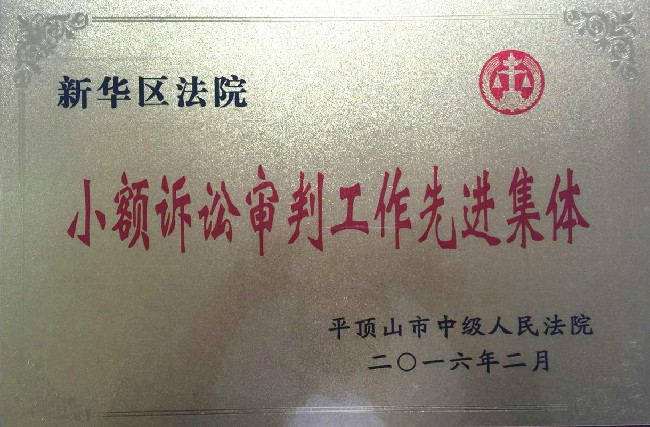 新华区法院
小额诉讼审判工作先进集体
平顶山市中级人民法院
二〇一六年二月